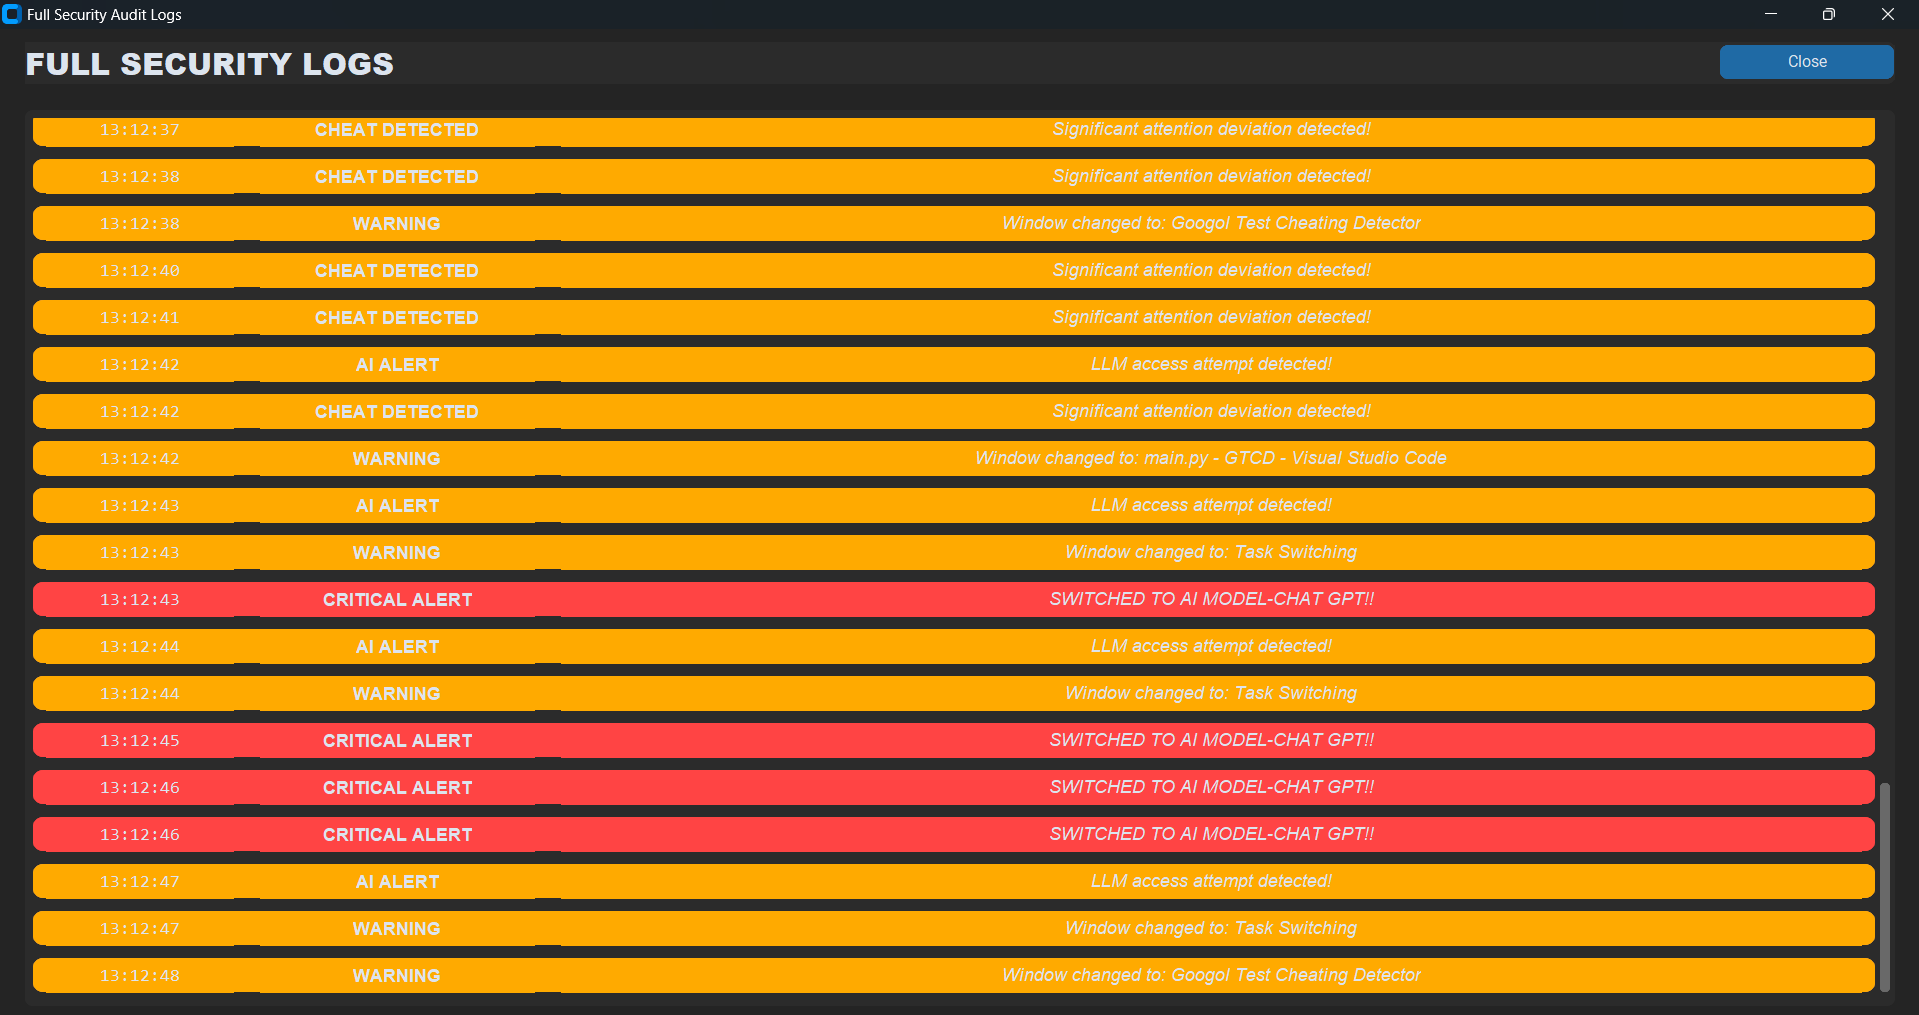 Full Security Audit Logs
FULL SECURITY LOGS
Close
13:12:37 CHEAT DETECTED Significant attention deviation detected!
13:12:38 CHEAT DETECTED Significant attention deviation detected!
13:12:38 WARNING Window changed to: Googol Test Cheating Detector
13:12:40 CHEAT DETECTED Significant attention deviation detected!
13:12:41 CHEAT DETECTED Significant attention deviation detected!
13:12:42 AI ALERT LLM access attempt detected!
13:12:42 CHEAT DETECTED Significant attention deviation detected!
13:12:42 WARNING Window changed to: main.py - GTCD - Visual Studio Code
13:12:43 AI ALERT LLM access attempt detected!
13:12:43 WARNING Window changed to: Task Switching
13:12:43 CRITICAL ALERT SWITCHED TO AI MODEL-CHAT GPT!!
13:12:44 AI ALERT LLM access attempt detected!
13:12:44 WARNING Window changed to: Task Switching
13:12:45 CRITICAL ALERT SWITCHED TO AI MODEL-CHAT GPT!!
13:12:46 CRITICAL ALERT SWITCHED TO AI MODEL-CHAT GPT!!
13:12:46 CRITICAL ALERT SWITCHED TO AI MODEL-CHAT GPT!!
13:12:47 AI ALERT LLM access attempt detected!
13:12:47 WARNING Window changed to: Task Switching
13:12:48 WARNING Window changed to: Googol Test Cheating Detector